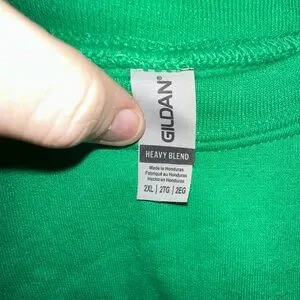 GILDAN®
HEAVY BLEND
Made in Honduras
Fabriqué au Honduras
Hecho en Honduras
2XL | 2TG | 2EG